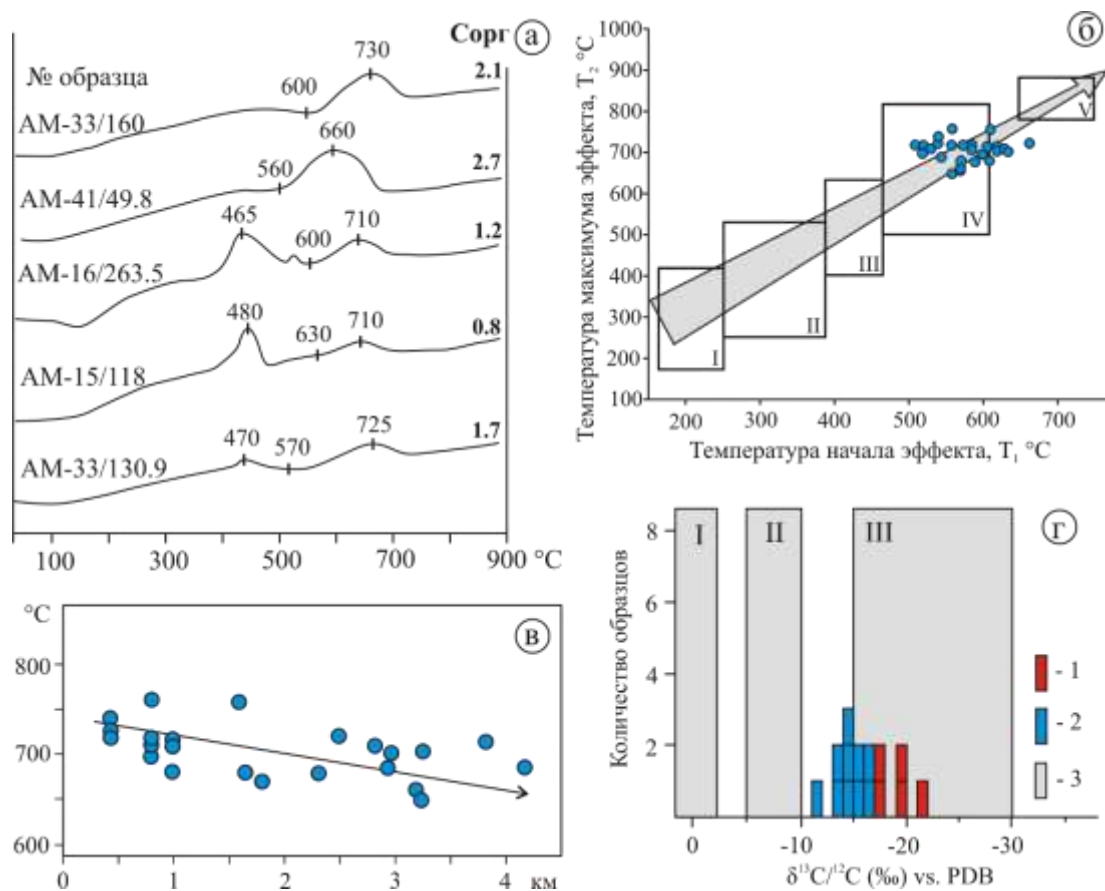 Сорг
а
№ образца
730
600
2.1
АМ-33/160
660
560
2.7
АМ-41/49.8
465
600
710
1.2
АМ-16/263.5
480
630
710
0.8
АМ-15/118
470
570
725
1.7
АМ-33/130.9
100 300 500 700 900
°C
б
Температура максимума эффекта, T₂ °C
1000
900
800
700
600
500
400
300
200
100
I
II
III
IV
V
200 300 400 500 600 700
Температура начала эффекта, T₁ °C
в
°C
800
700
600
0 1 2 3 4 км
г
Количество образцов
8
6
4
2
I
II
III
- 1
- 2
- 3
0 -10 -20 -30
δ¹³C/¹²C (‰) vs. PDB